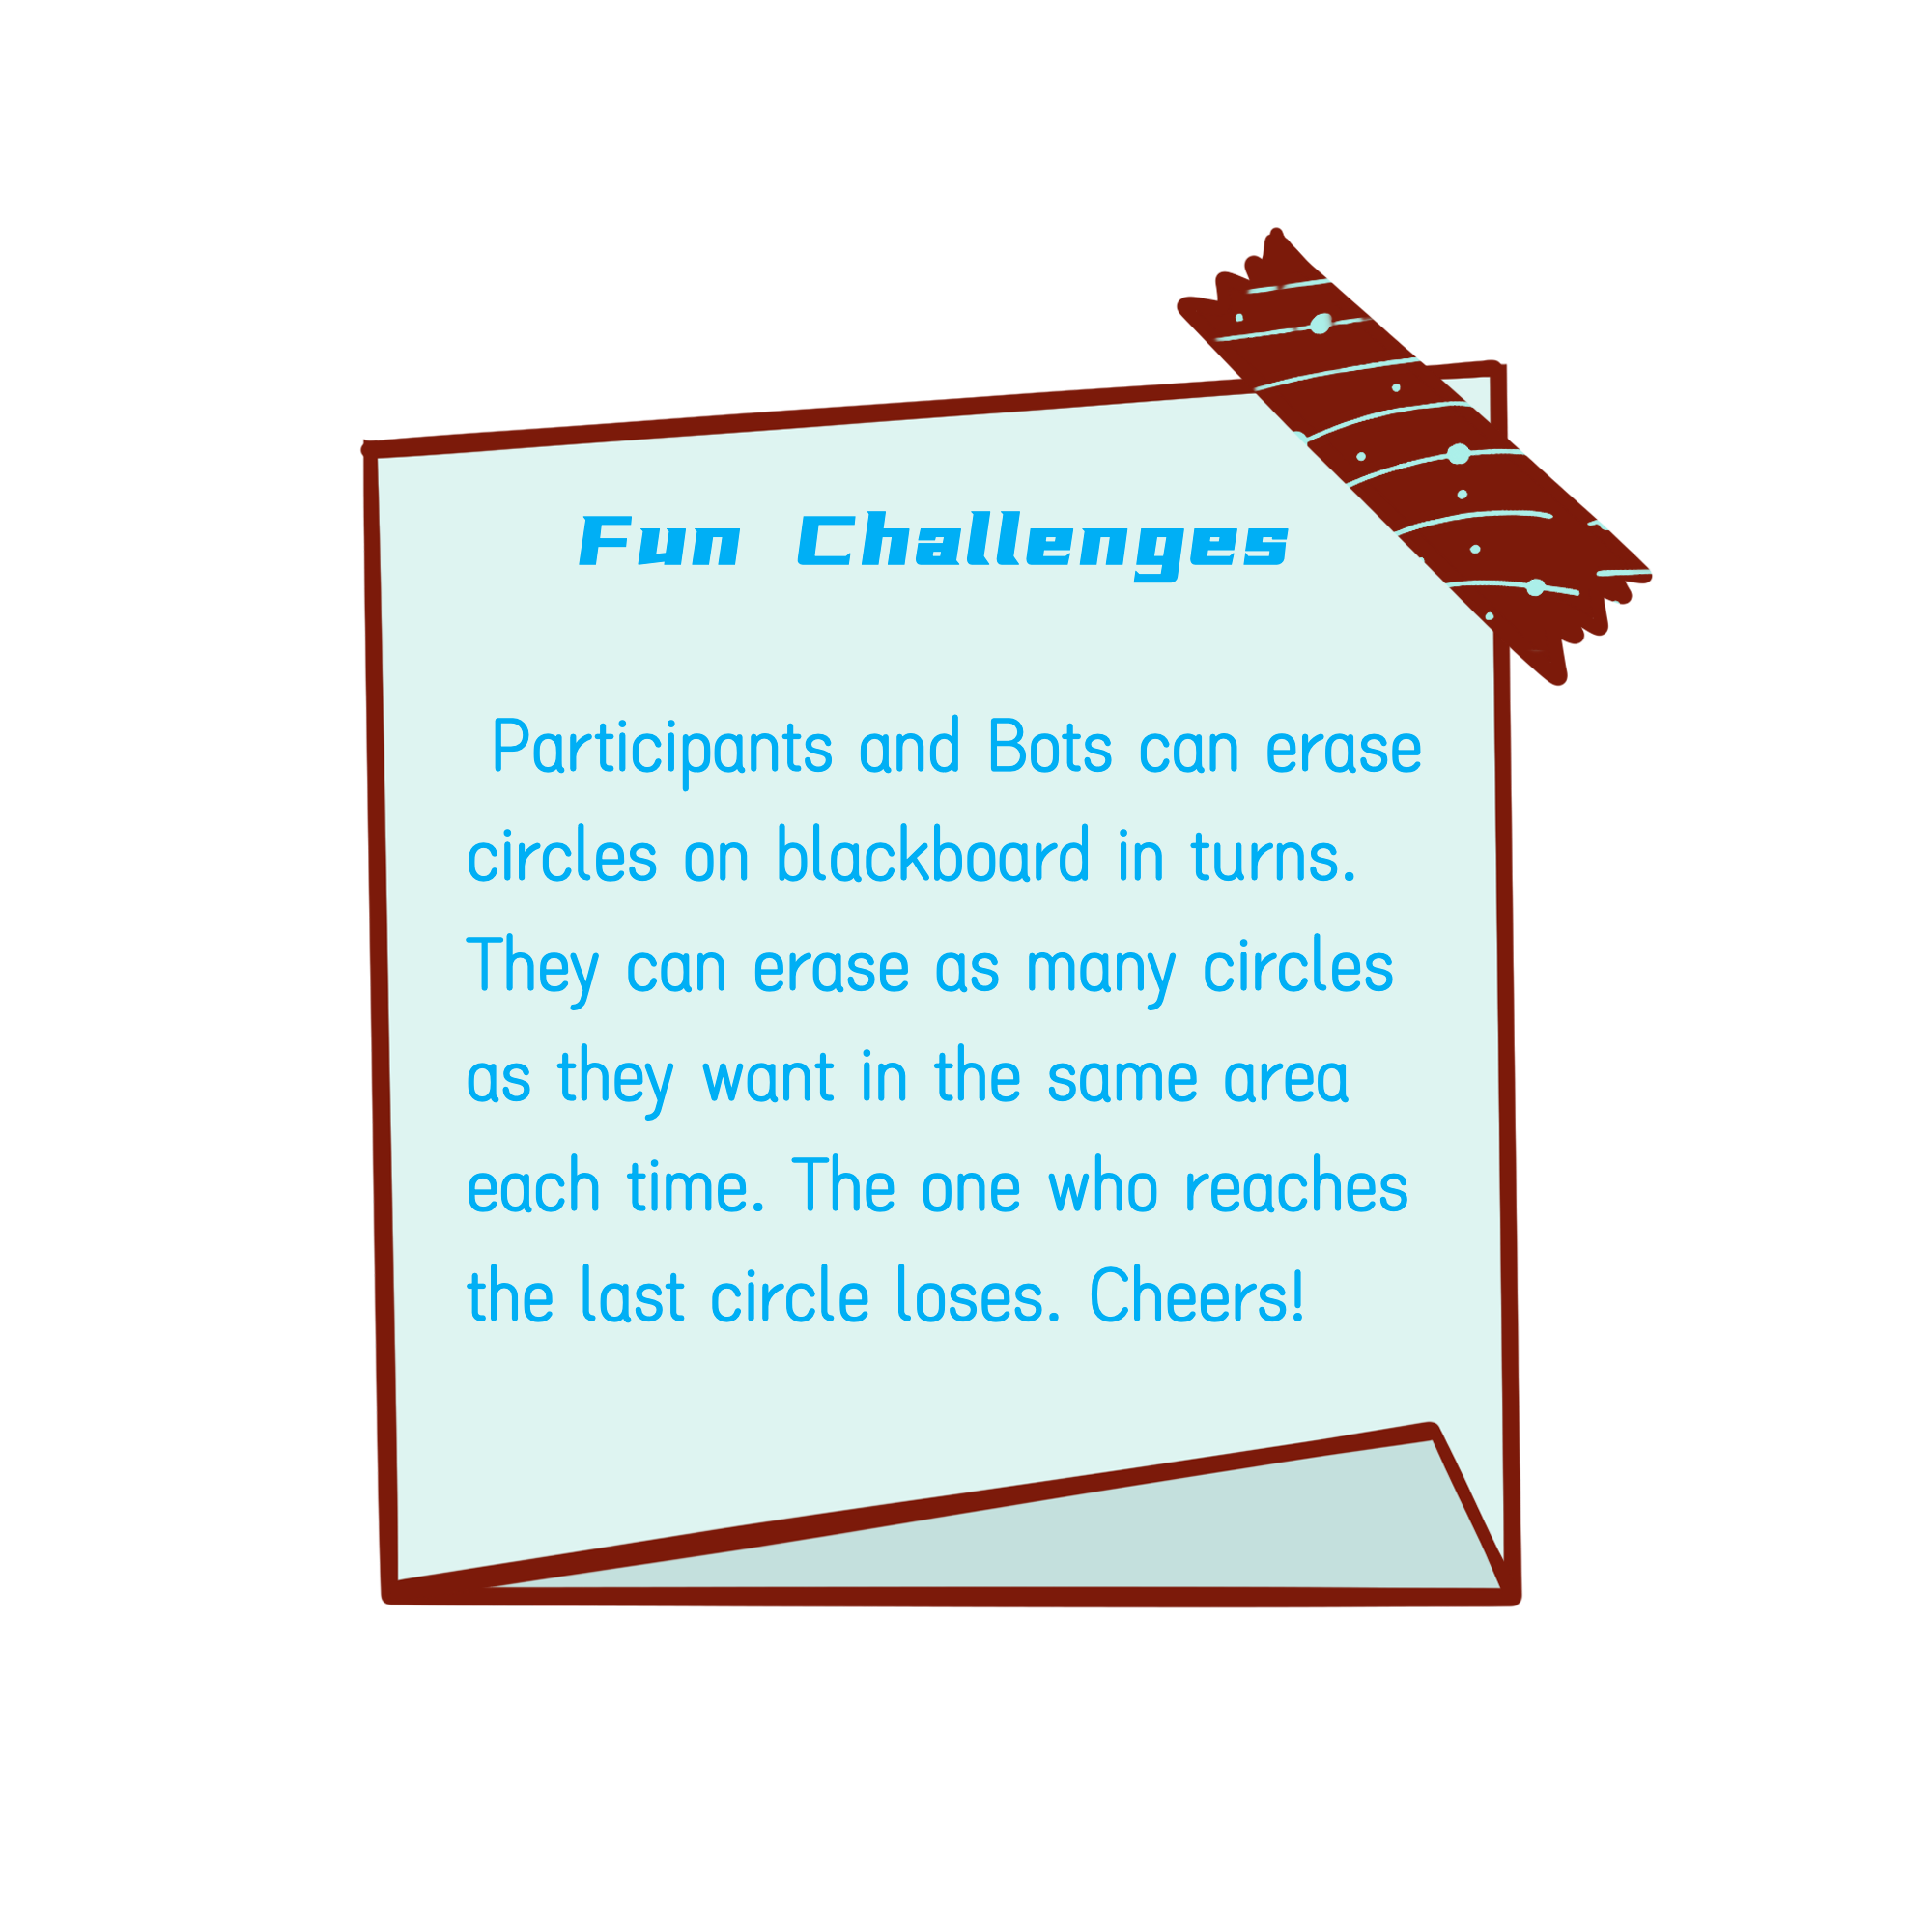 Fun Challenges
Participants and Bots can erase
circles on blackboard in turns.
They can erase as many circles
as they want in the same area
each time. The one who reaches
the last circle loses. Cheers!